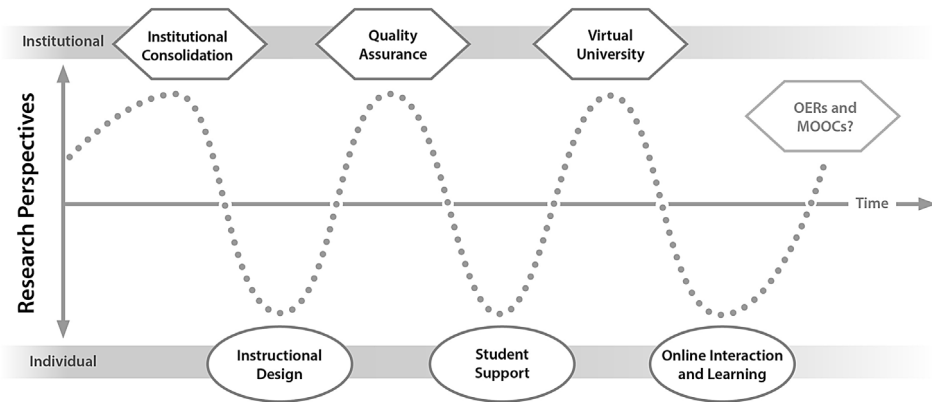 Institutional
Institutional
Consolidation
Quality
Assurance
Virtual
University
OERs and
MOOCs?
Research Perspectives
Time
Individual
Instructional
Design
Student
Support
Online Interaction
and Learning